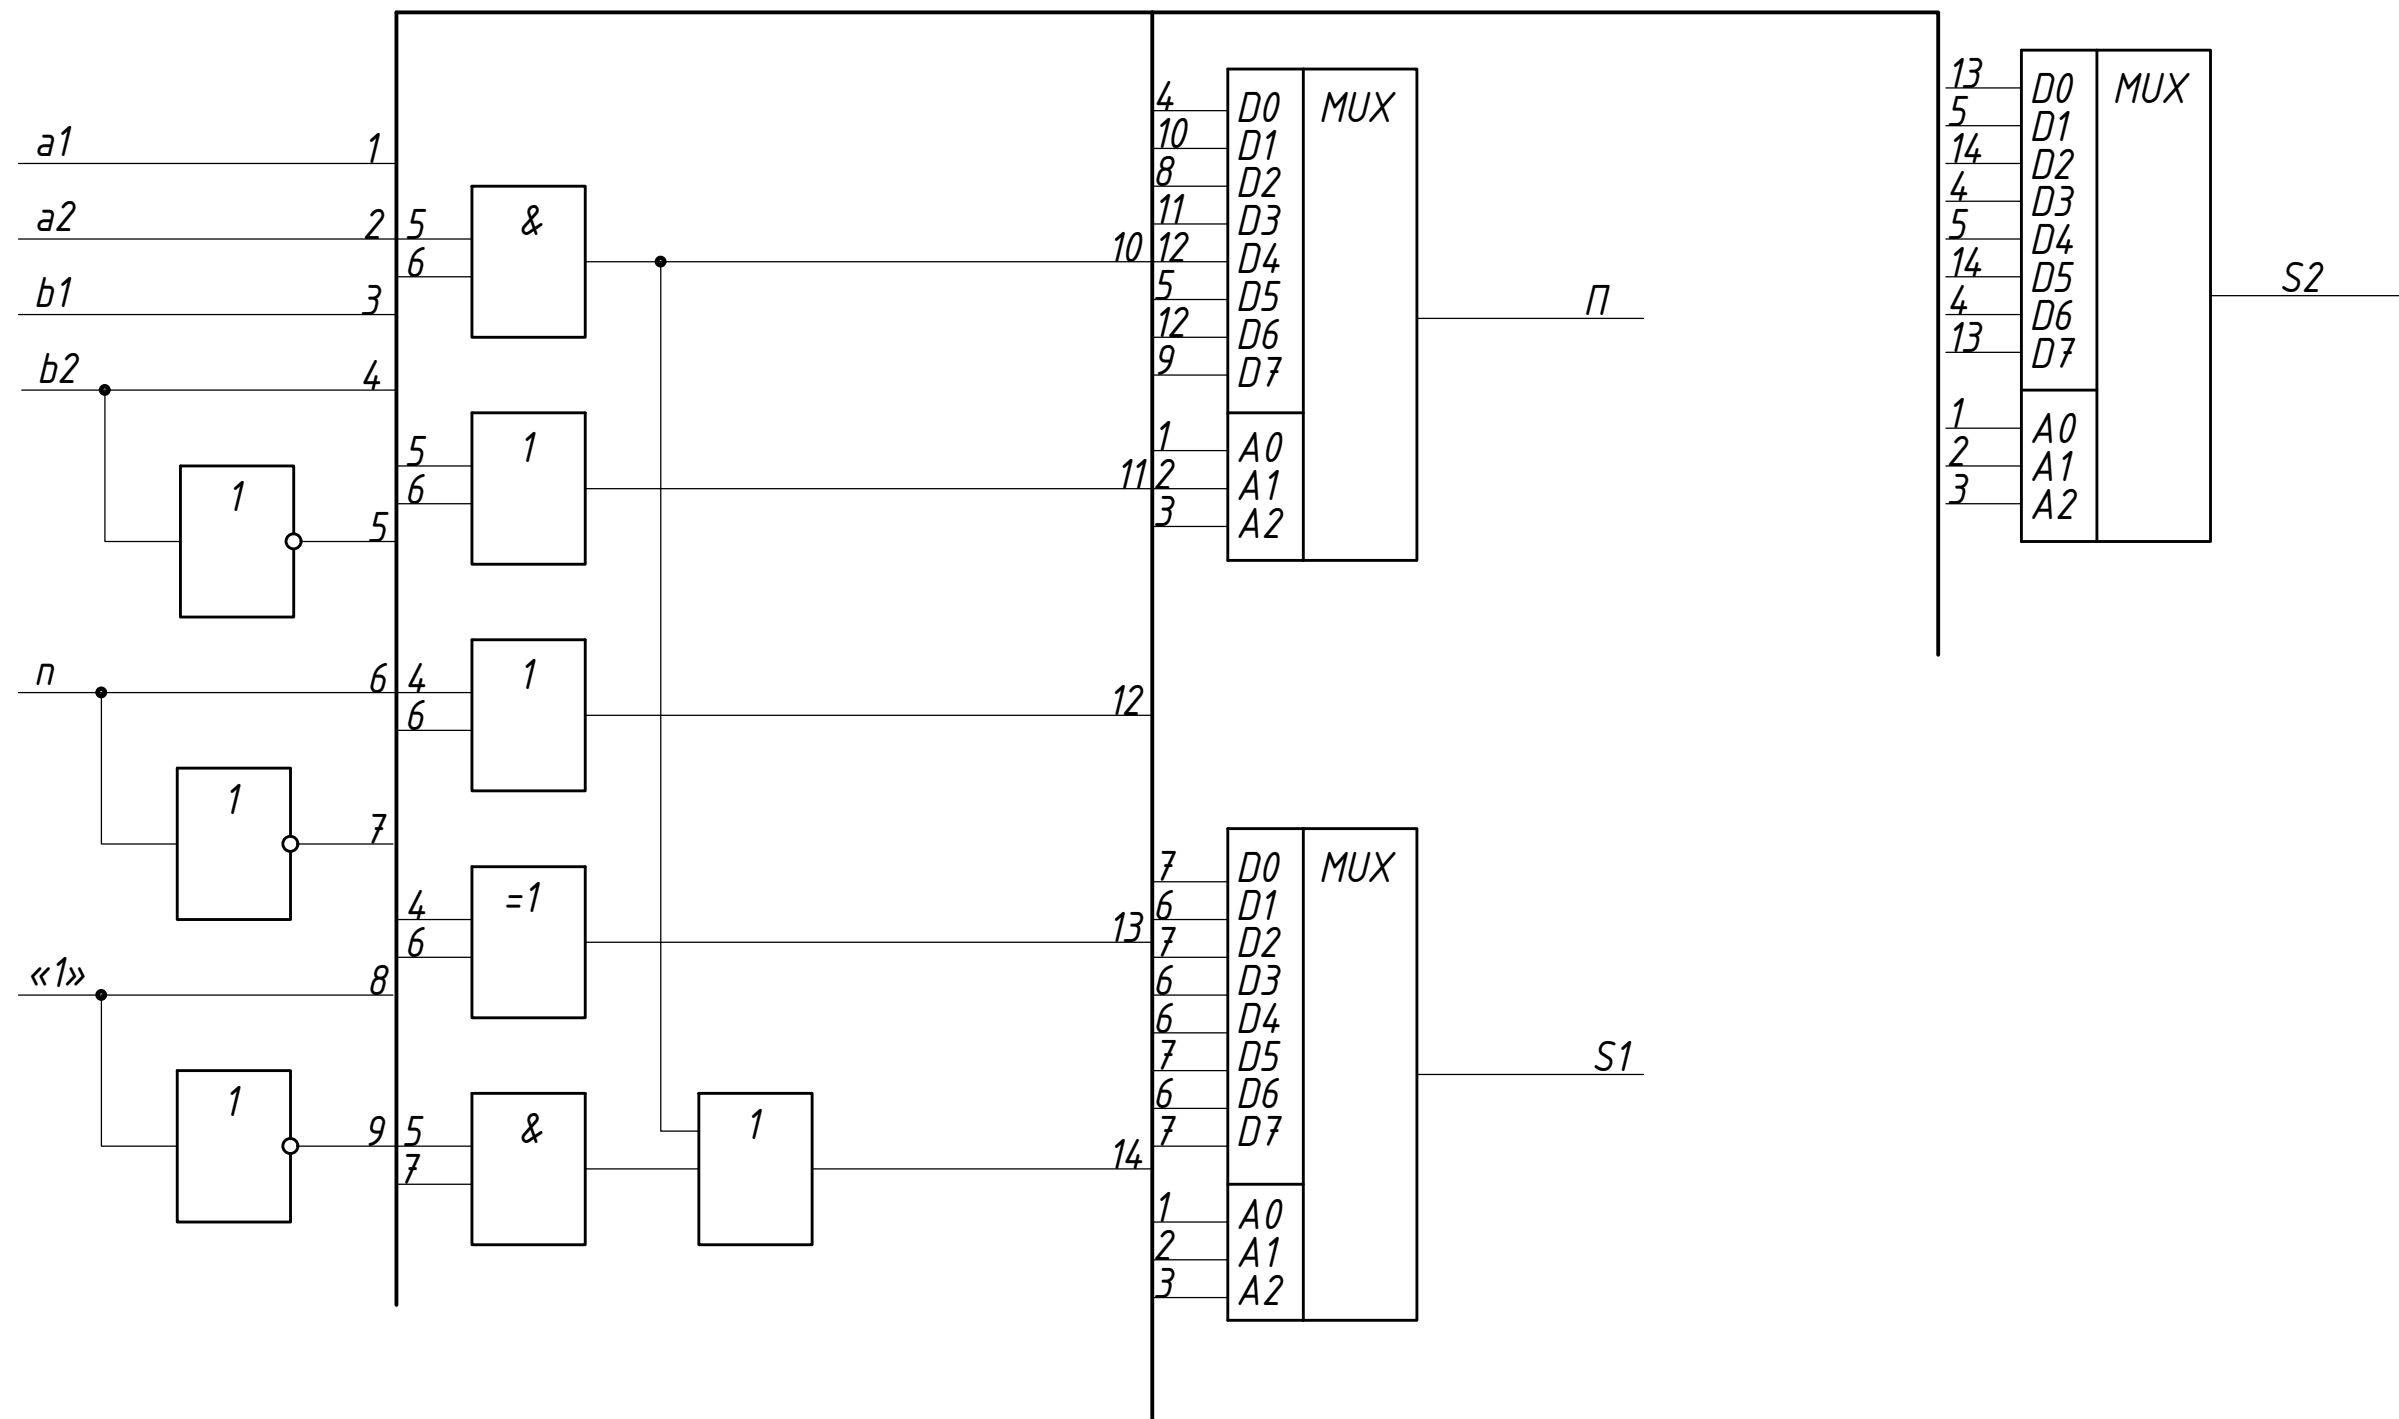 a1 1
a2 2
b1 3
b2 4
1
5
п 6
1
7
«1» 8
1
9
5 &
6
10
5 1
6
11
4 1
6
12
4 =1
6
13
5 &
7
1
14
4 D0 MUX
10 D1
8 D2
11 D3
12 D4
5 D5
12 D6
9 D7
1 A0
2 A1
3 A2
П
7 D0 MUX
6 D1
7 D2
6 D3
6 D4
7 D5
6 D6
7 D7
1 A0
2 A1
3 A2
S1
13 D0 MUX
5 D1
14 D2
4 D3
5 D4
14 D5
4 D6
13 D7
1 A0
2 A1
3 A2
S2